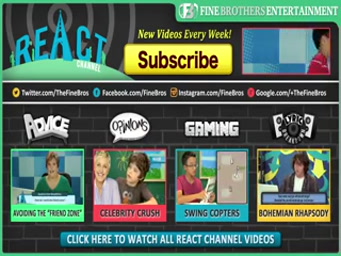 FINE BROTHERS ENTERTAINMENT
REACT
CHANNEL
New Videos Every Week!
Subscribe
Twitter.com/TheFineBros
Facebook.com/FineBros
Instagram.com/FineBros
Google.com/+TheFineBros
ADVICE
OPINIONS
GAMING
LYRIC
AVOIDING THE "FRIEND ZONE"
CELEBRITY CRUSH
SWING COPTERS
BOHEMIAN RHAPSODY
CLICK HERE TO WATCH ALL REACT CHANNEL VIDEOS